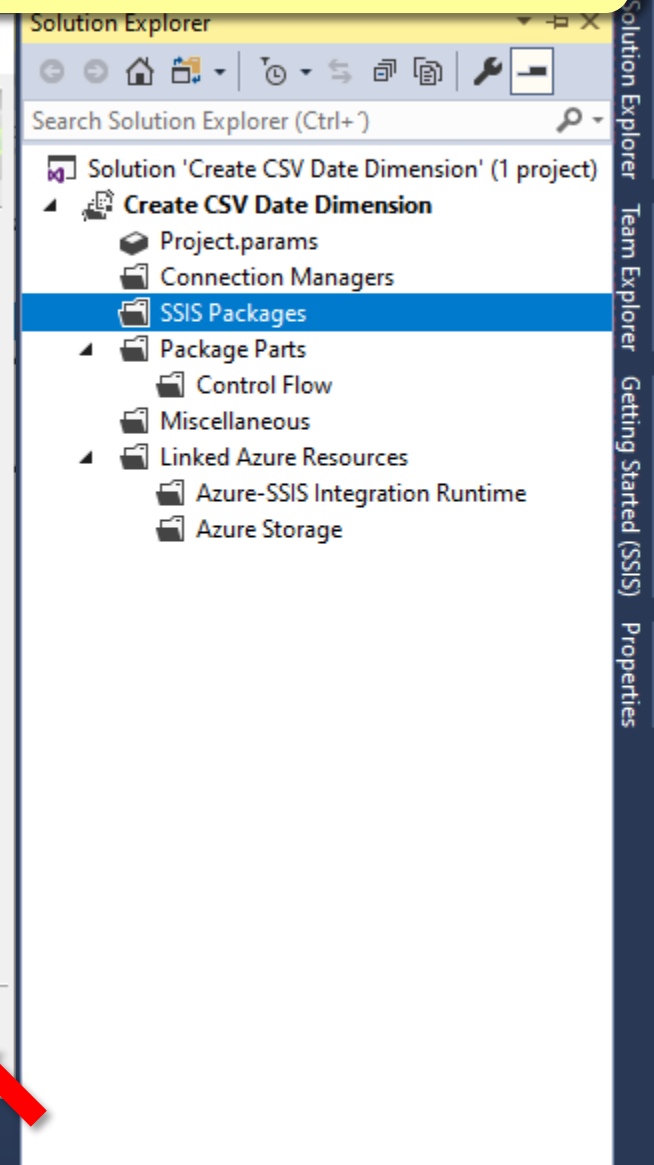 Solution Explorer
Search Solution Explorer (Ctrl+´)
Solution 'Create CSV Date Dimension' (1 project)
Create CSV Date Dimension
Project.params
Connection Managers
SSIS Packages
Package Parts
Control Flow
Miscellaneous
Linked Azure Resources
Azure-SSIS Integration Runtime
Azure Storage
Solution Explorer
Team Explorer
Getting Started (SSIS)
Properties